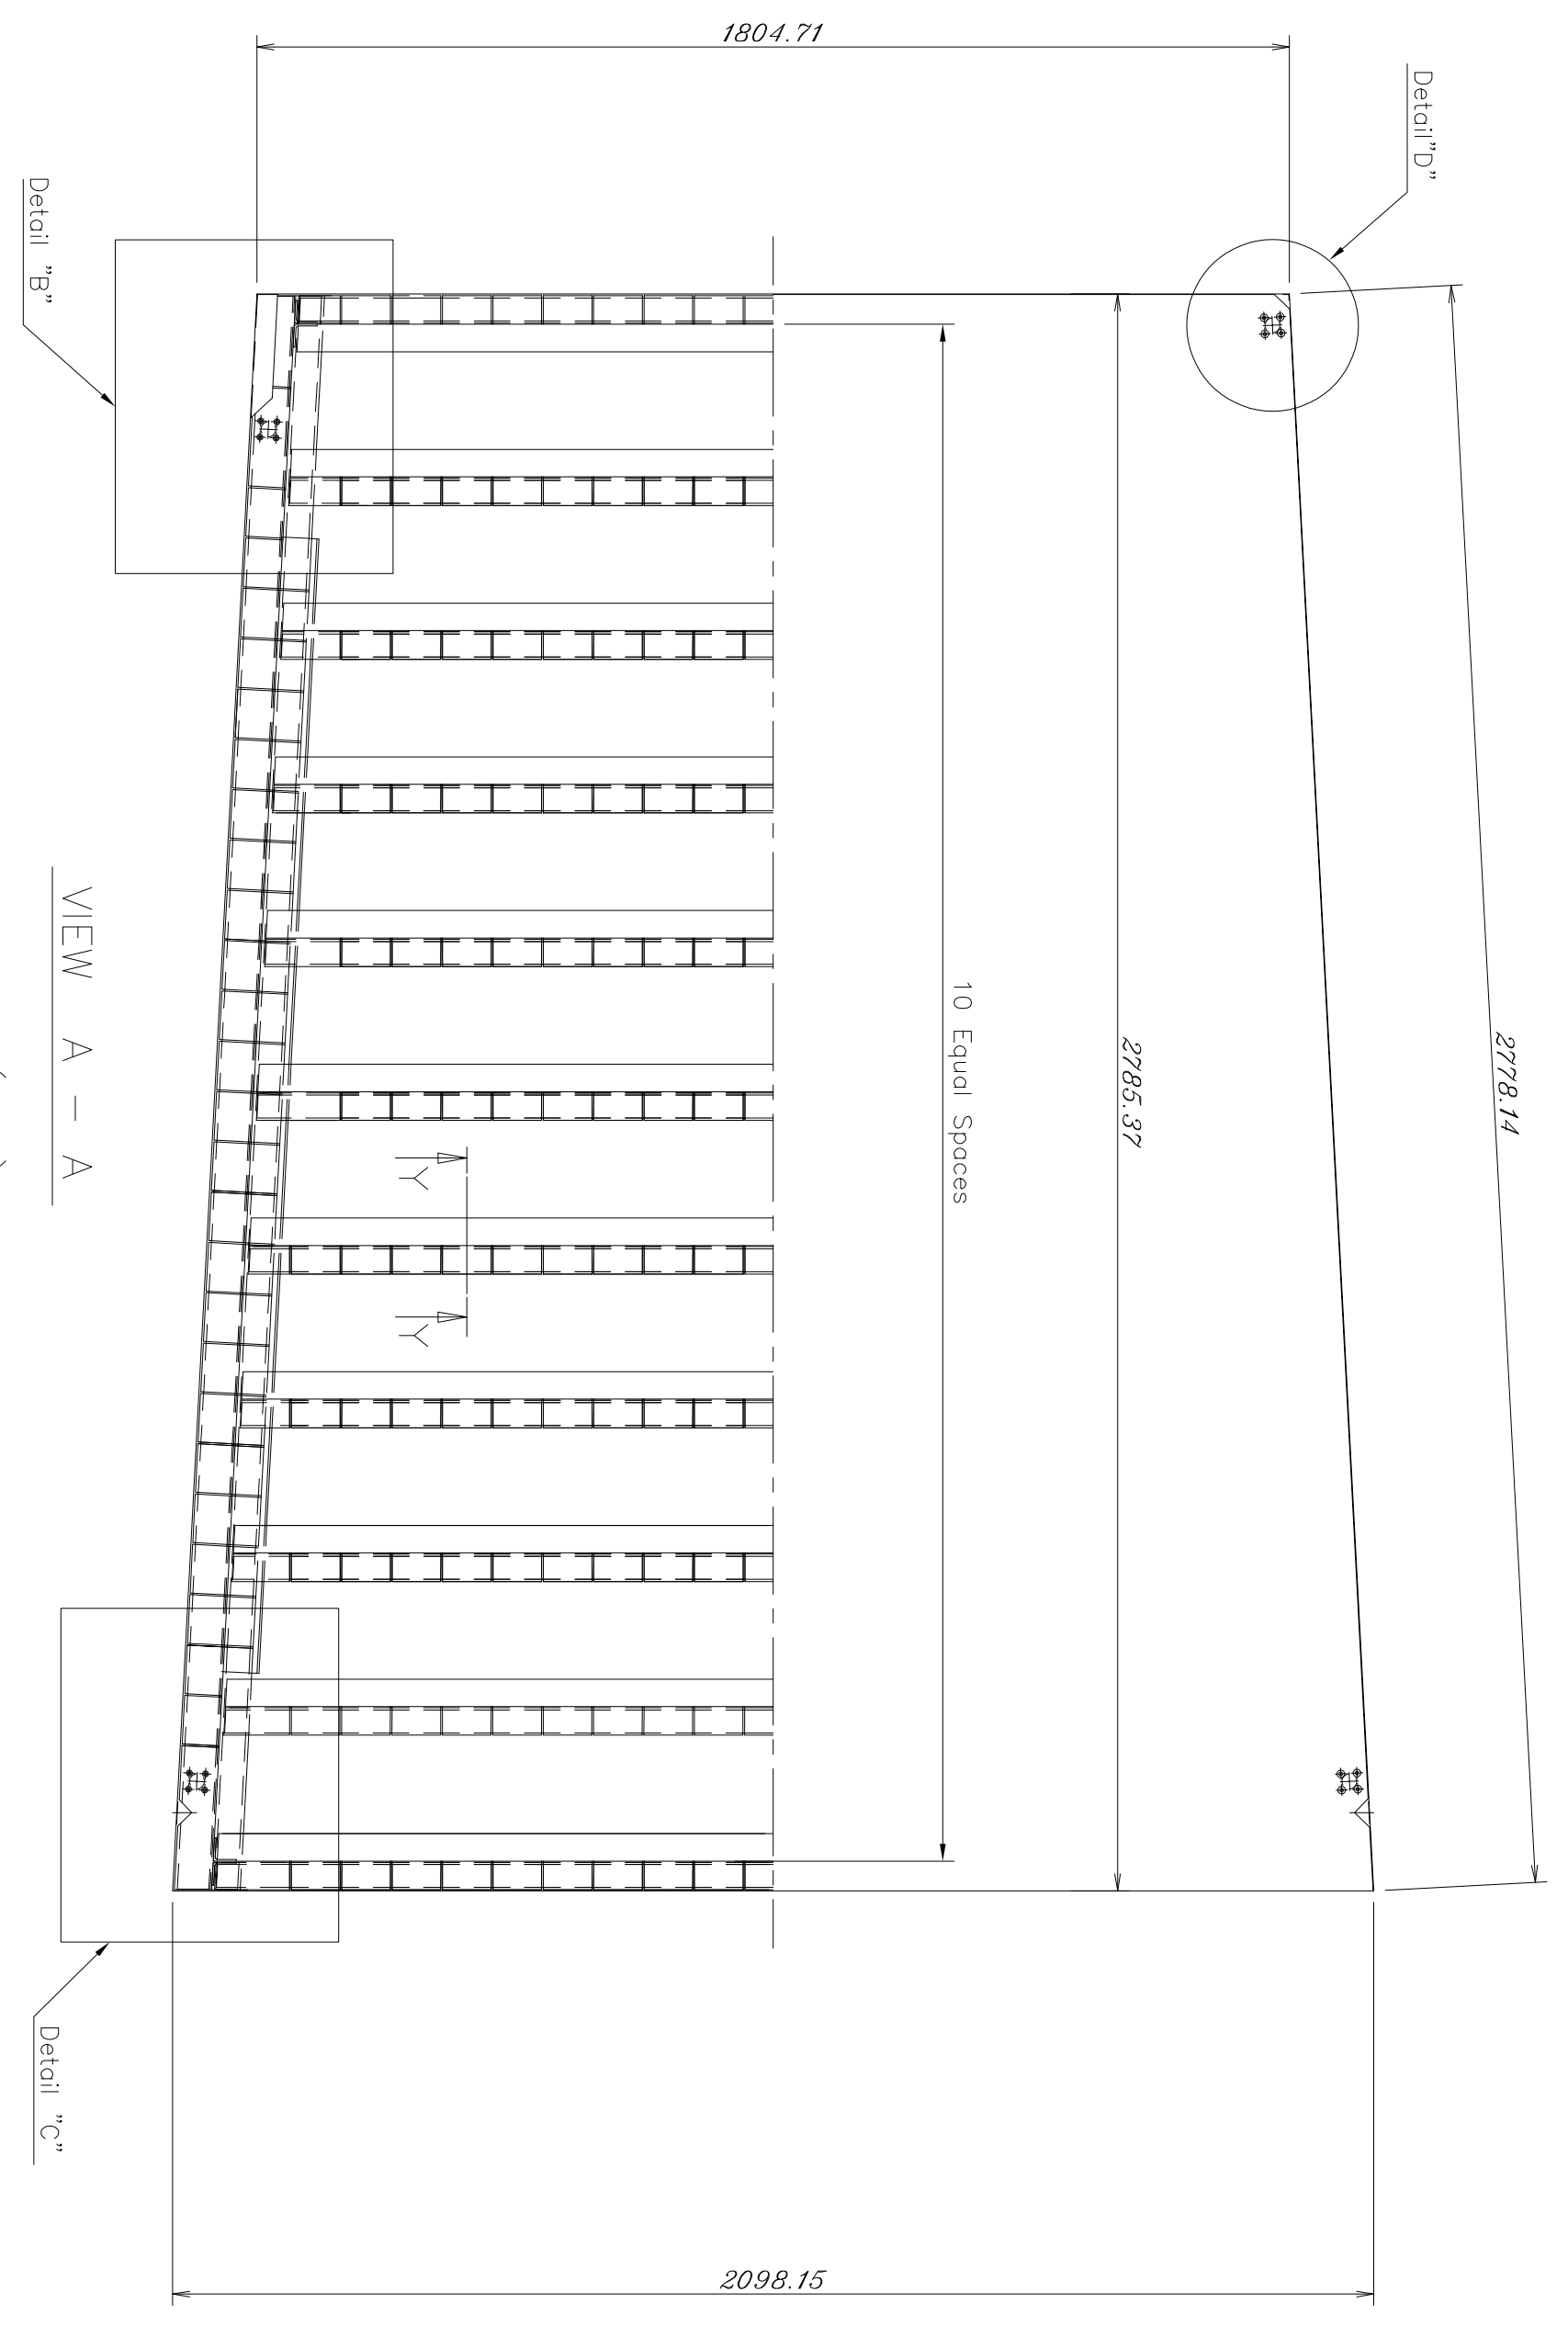 1804.71
Detail"D"
Detail "B"
2778.14
2785.37
10 Equal Spaces
VIEW A - A
Y
Y
Detail "C"
2098.15